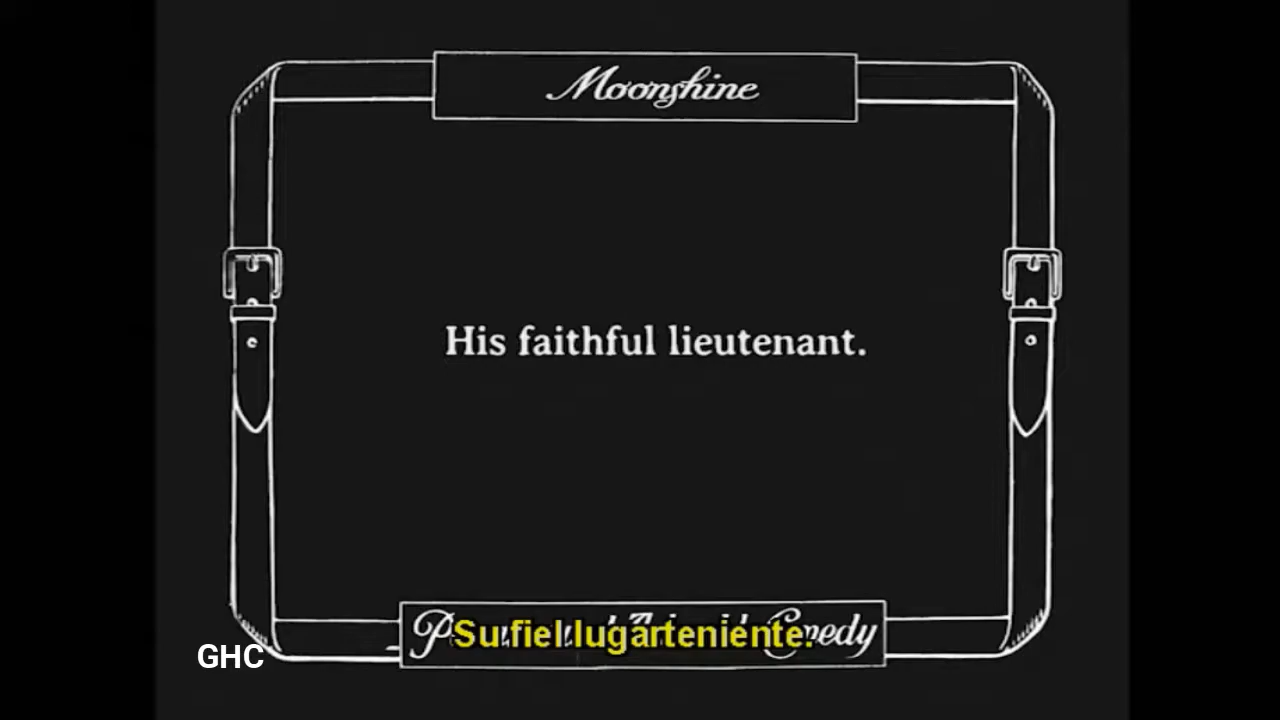 Moonshine
His faithful lieutenant.
Su fiel lugarteniente.
GHC